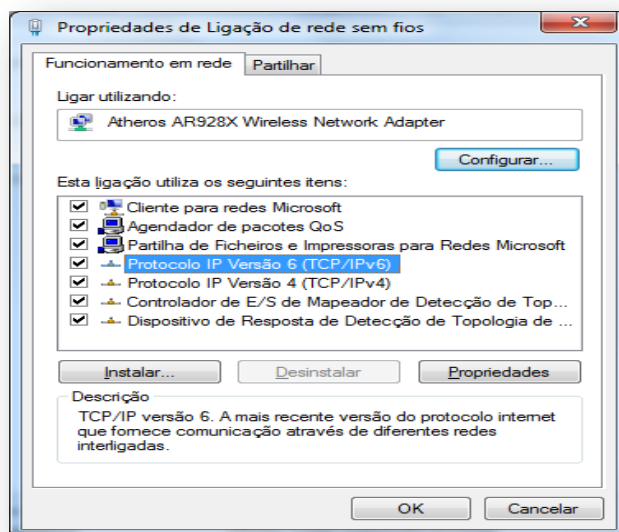 Propriedades de Ligação de rede sem fios
Funcionamento em rede Partilhar
Ligar utilizando:
Atheros AR928X Wireless Network Adapter
Configurar...
Esta ligação utiliza os seguintes itens:
Cliente para redes Microsoft
Agendador de pacotes QoS
Partilha de Ficheiros e Impressoras para Redes Microsoft
Protocolo IP Versão 6 (TCP/IPv6)
Protocolo IP Versão 4 (TCP/IPv4)
Controlador de E/S de Mapeador de Detecção de Top...
Dispositivo de Resposta de Detecção de Topologia de ...
Instalar... Desinstalar Propriedades
Descrição
TCP/IP versão 6. A mais recente versão do protocolo internet
que fornece comunicação através de diferentes redes
interligadas.
OK Cancelar